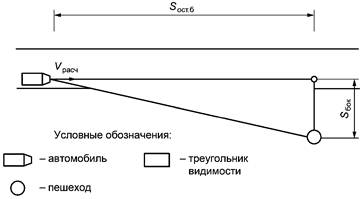 Sост.б
Vрасч
Sбок
Условные обозначения:
– автомобиль
– треугольник
видимости
– пешеход